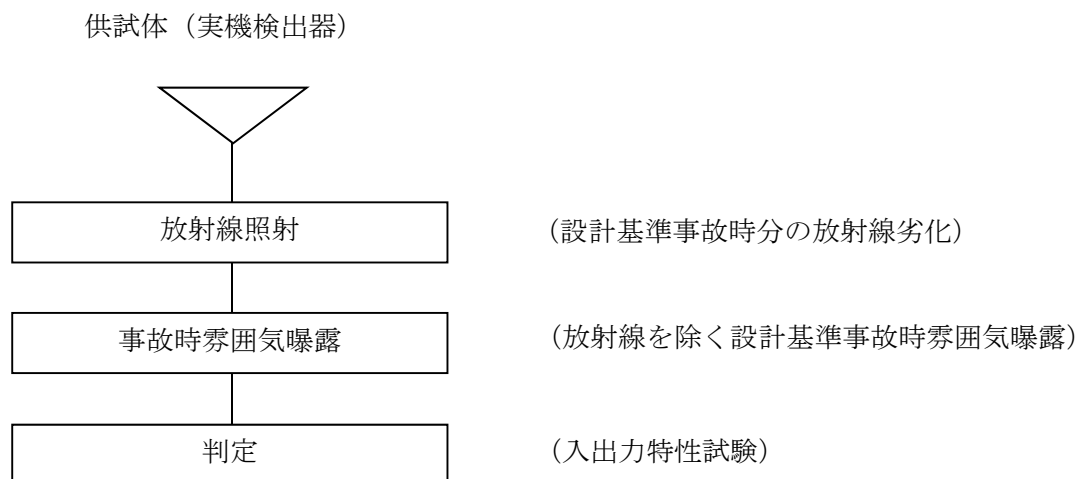 供試体（実機検出器）
放射線照射
（設計基準事故時分の放射線劣化）
事故時雰囲気曝露
（放射線を除く設計基準事故時雰囲気曝露）
判定
（入出力特性試験）